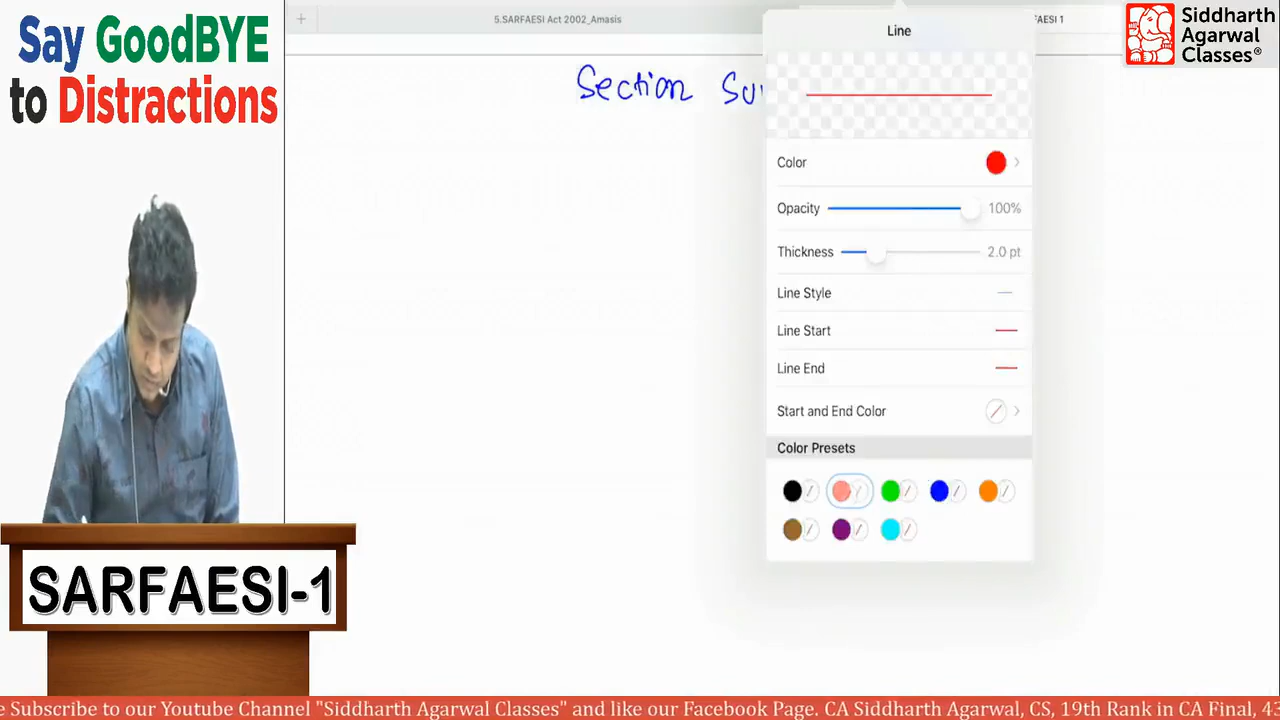 Say GoodBYE
to Distractions
5.SARFAESI Act 2002_Amasis
AESI 1
Siddharth
Agarwal
Classes®
Section Su
Line
Color
Opacity 100%
Thickness 2.0 pt
Line Style
Line Start
Line End
Start and End Color
Color Presets
SARFAESI-1
e Subscribe to our Youtube Channel "Siddharth Agarwal Classes" and like our Facebook Page. CA Siddharth Agarwal, CS, 19th Rank in CA Final, 43